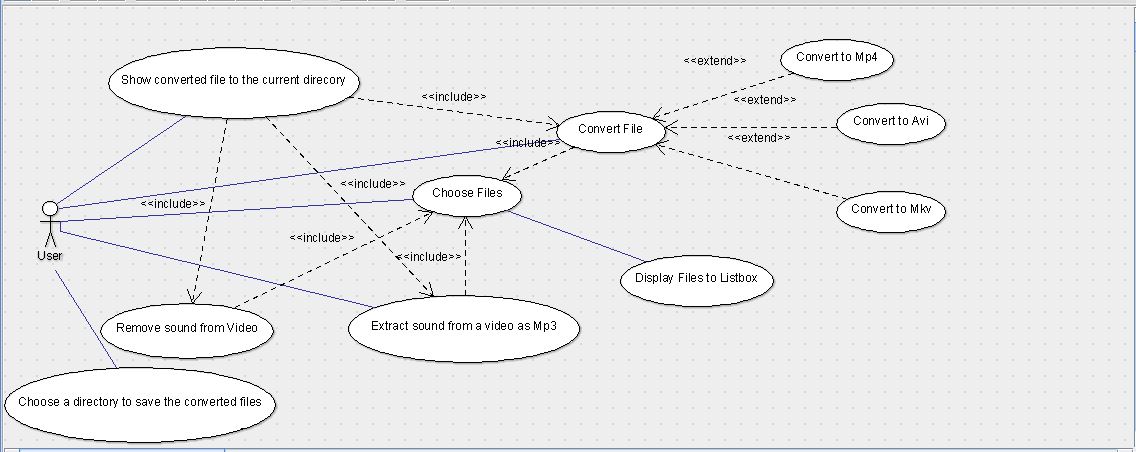 Show converted file to the current direcory
Convert to Mp4
<<extend>>
<<include>>
<<extend>>
Convert File
Convert to Avi
<<extend>>
<<include>>
<<include>>
Choose Files
<<include>>
Convert to Mkv
<<include>>
User
<<include>>
Display Files to Listbox
Remove sound from Video
Extract sound from a video as Mp3
Choose a directory to save the converted files